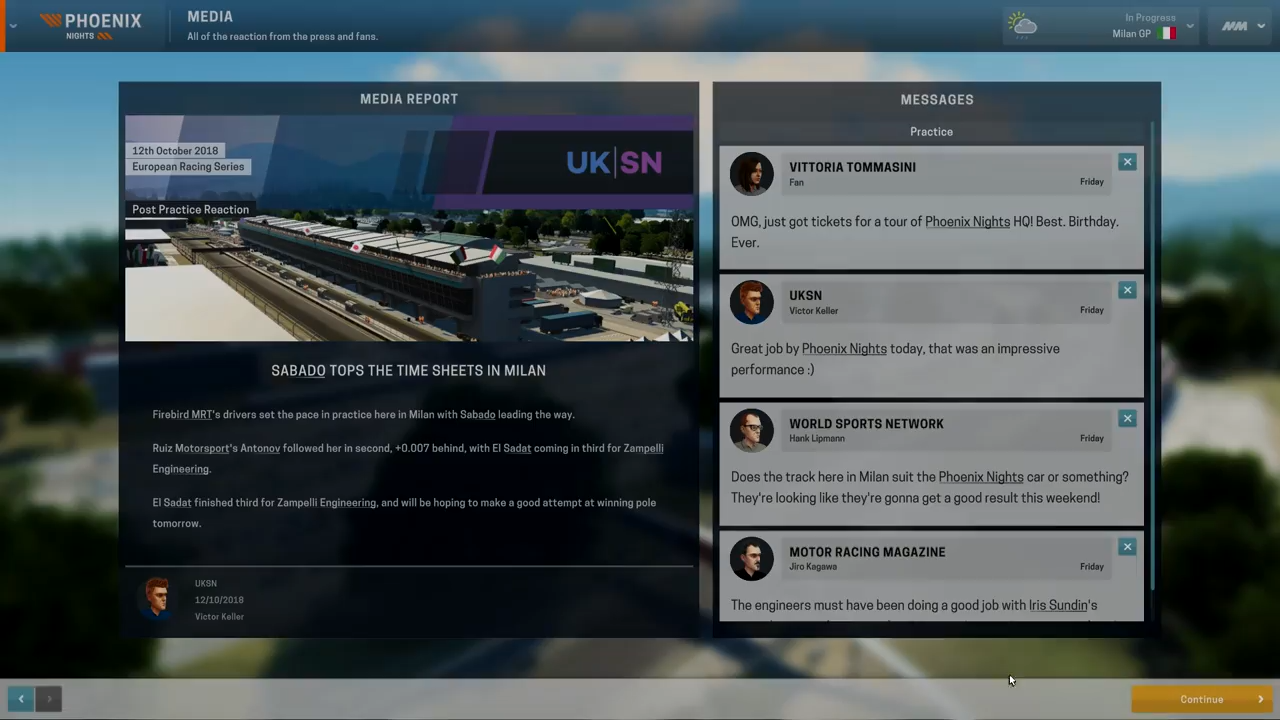 PHOENIX
NIGHTS
MEDIA
All of the reaction from the press and fans.
In Progress
Milan GP
MEDIA REPORT
12th October 2018
European Racing Series
UK|SN
Post Practice Reaction
SABADO TOPS THE TIME SHEETS IN MILAN
Firebird MRT's drivers set the pace in practice here in Milan with Sabado leading the way.
Ruiz Motorsport's Antonov followed her in second, +0.007 behind, with El Sadat coming in third for Zampelli
Engineering.
El Sadat finished third for Zampelli Engineering, and will be hoping to make a good attempt at winning pole
tomorrow.
UKSN
12/10/2018
Victor Keller
MESSAGES
Practice
VITTORIA TOMMASINI
Fan
Friday
OMG, just got tickets for a tour of Phoenix Nights HQ! Best. Birthday.
Ever.
UKSN
Victor Keller
Friday
Great job by Phoenix Nights today, that was an impressive
performance :)
WORLD SPORTS NETWORK
Hank Lipmann
Friday
Does the track here in Milan suit the Phoenix Nights car or something?
They're looking like they're gonna get a good result this weekend!
MOTOR RACING MAGAZINE
Jiro Kagawa
Friday
The engineers must have been doing a good job with Iris Sundin's
Continue